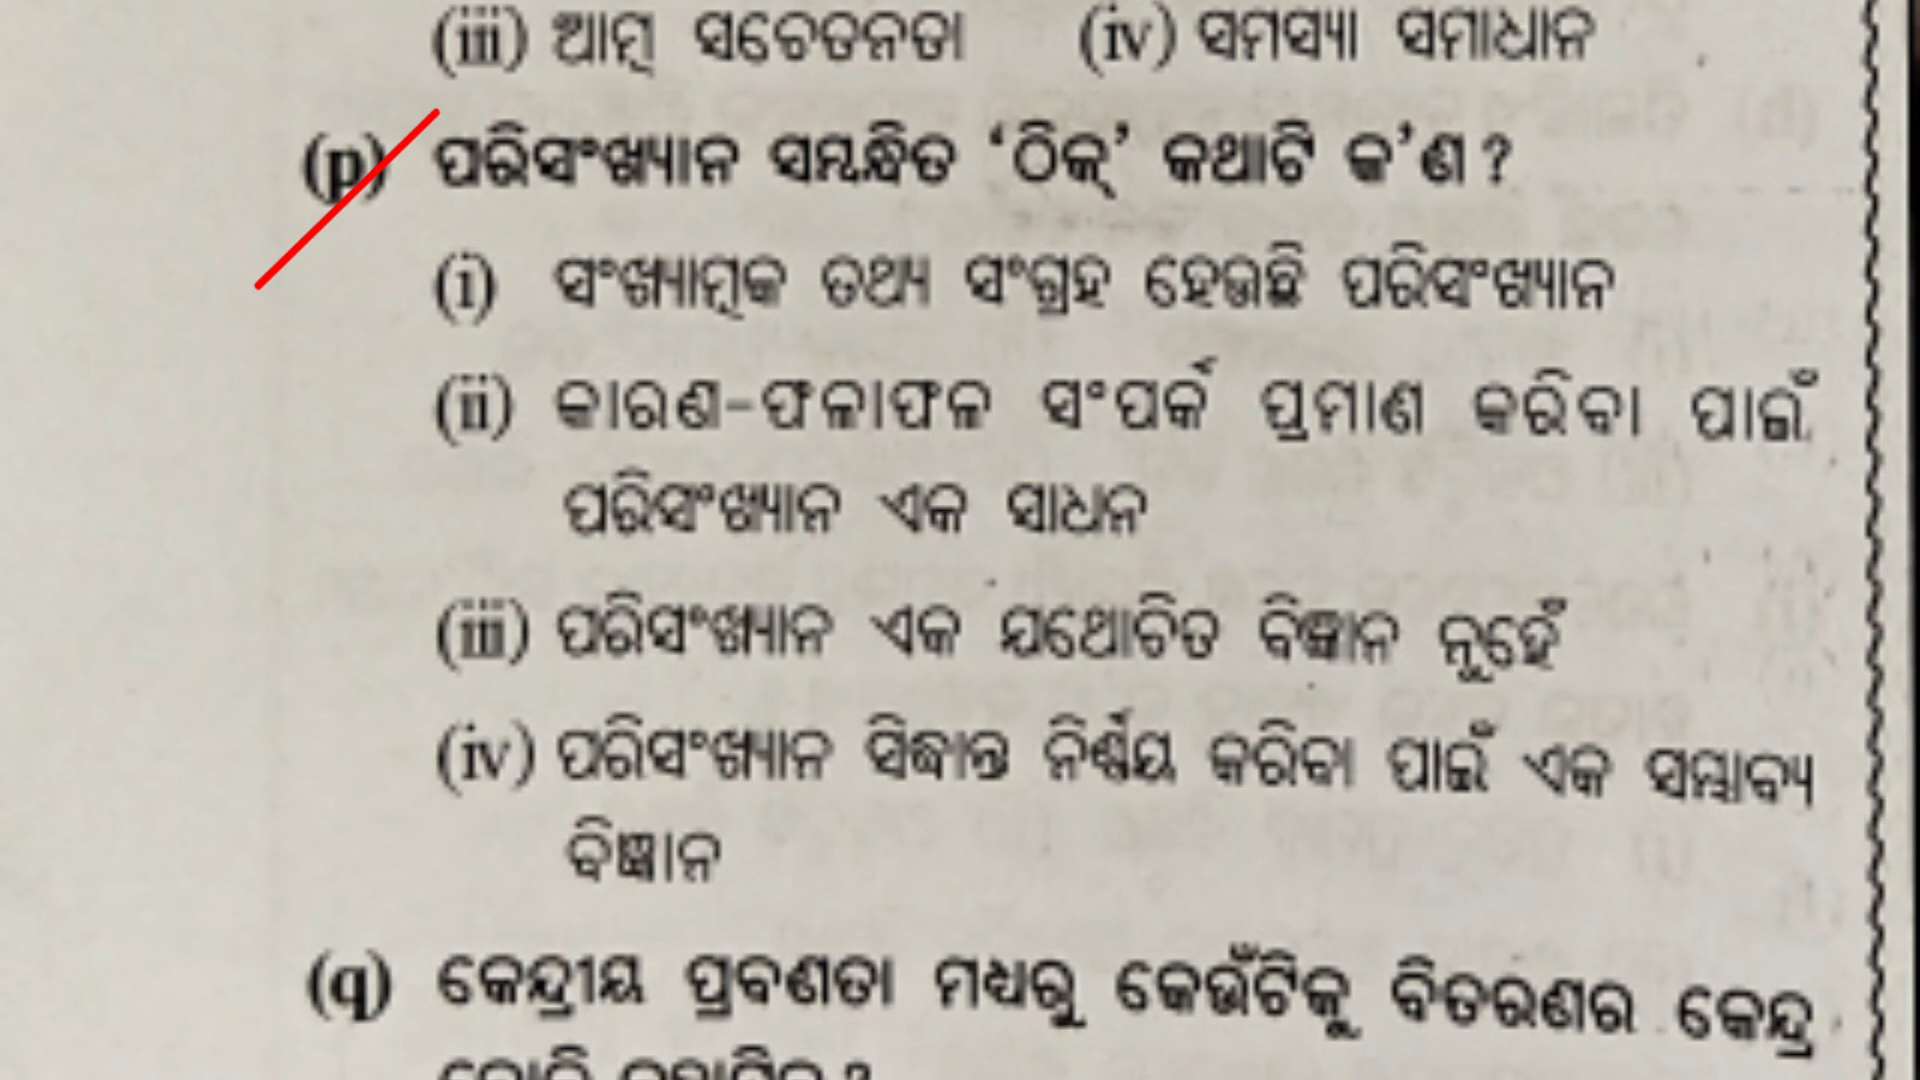 (iii) ଆତ୍ମ ସଚେତନତା (iv) ସମସ୍ୟା ସମାଧାନ
(p) ପରିସଂଖ୍ୟାନ ସମ୍ଵନ୍ଧିତ ‘ଠିକ୍’ କଥାଟି କ’ଣ ?
(i) ସଂଖ୍ୟାତ୍ମକ ତଥ୍ୟ ସଂଗ୍ରହ ହେଉଛି ପରିସଂଖ୍ୟାନ
(ii) କାରଣ-ଫଳାଫଳ ସଂପର୍କ ପ୍ରମାଣ କରିବା ପାଇଁ
ପରିସଂଖ୍ୟାନ ଏକ ସାଧନ
(iii) ପରିସଂଖ୍ୟାନ ଏକ ଯଥୋଚିତ ବିଜ୍ଞାନ ନୁହେଁ
(iv) ପରିସଂଖ୍ୟାନ ସିଦ୍ଧାନ୍ତ ନିର୍ଣ୍ଣୟ କରିବା ପାଇଁ ଏକ ସମ୍ଭାବ୍ୟ
ବିଜ୍ଞାନ
(q) କେନ୍ଦ୍ରୀୟ ପ୍ରବଣତା ମଧ୍ୟରୁ କେଉଁଟିକୁ ବିତରଣର କେନ୍ଦ୍ର